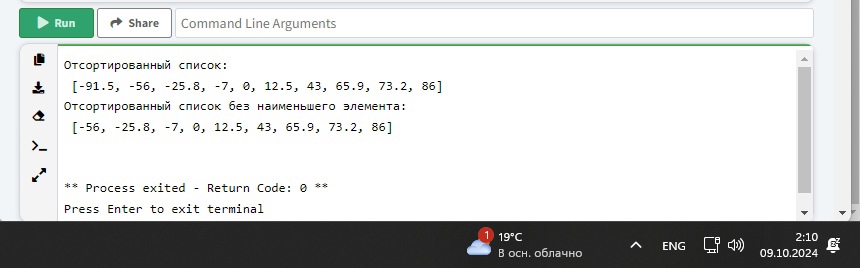 Run
Share
Command Line Arguments
Отсортированный список:
[-91.5, -56, -25.8, -7, 0, 12.5, 43, 65.9, 73.2, 86]
Отсортированный список без наименьшего элемента:
[-56, -25.8, -7, 0, 12.5, 43, 65.9, 73.2, 86]
** Process exited - Return Code: 0 **
Press Enter to exit terminal
1
19°C
В осн. облачно
ENG
2:10
09.10.2024